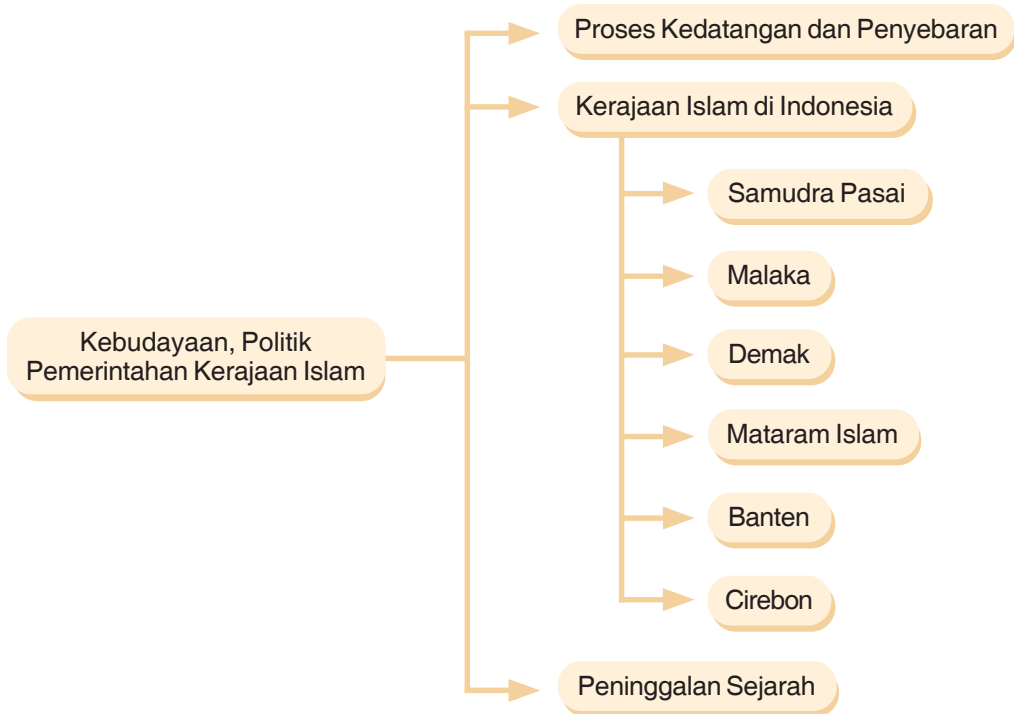 Proses Kedatangan dan Penyebaran
Kerajaan Islam di Indonesia
Samudra Pasai
Malaka
Kebudayaan, Politik
Pemerintahan Kerajaan Islam
Demak
Mataram Islam
Banten
Cirebon
Peninggalan Sejarah